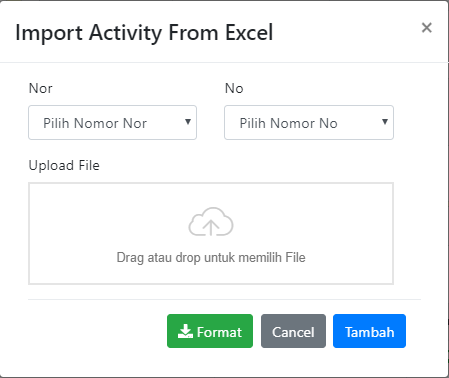 Import Activity From Excel
×
Nor No
Pilih Nomor Nor Pilih Nomor No
Upload File
Drag atau drop untuk memilih File
Format Cancel Tambah